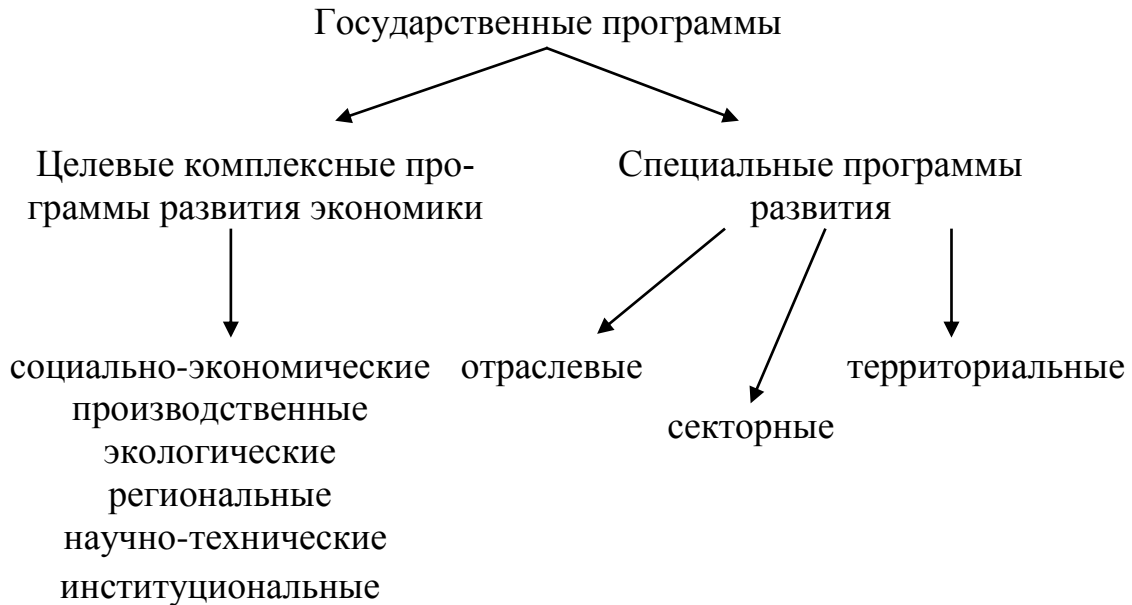 Государственные программы
Целевые комплексные про-
граммы развития экономики
Специальные программы
развития
социально-экономические
производственные
экологические
региональные
научно-технические
институциональные
отраслевые
секторные
территориальные